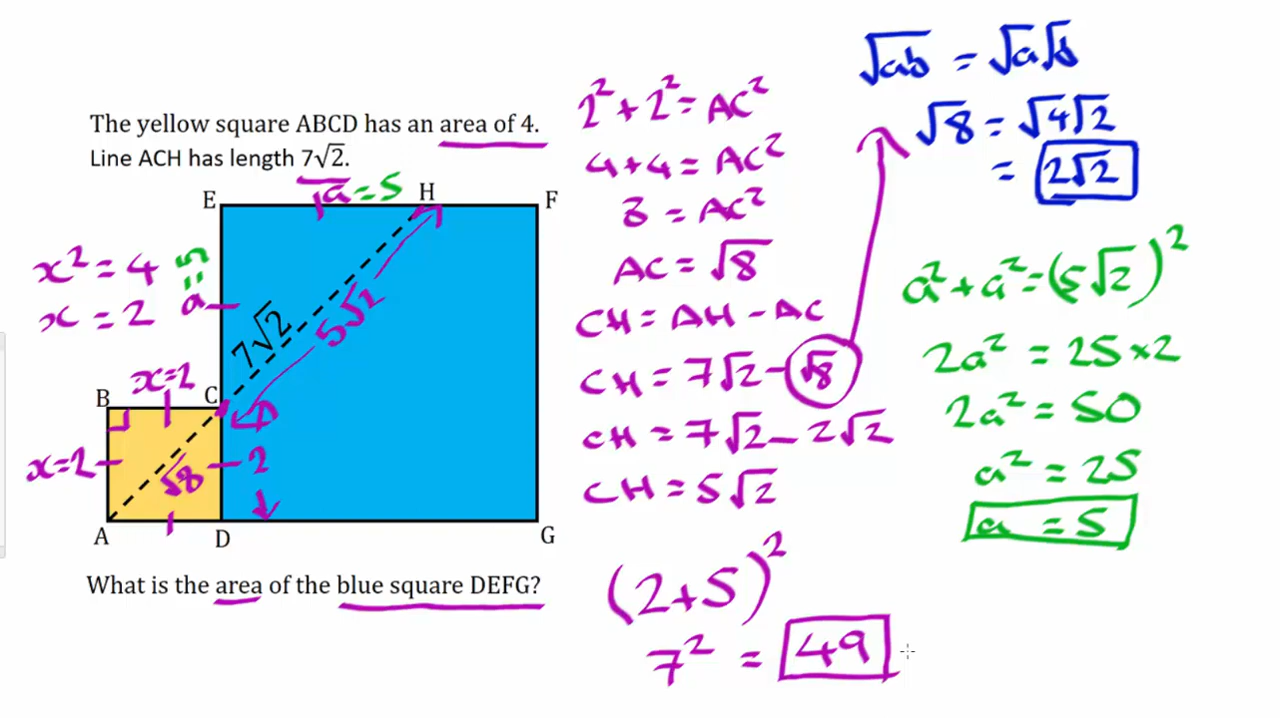 The yellow square ABCD has an area of 4.
Line ACH has length 7√2.
a = 5
E
H
F
x² = 4
x = 2
a = 5
7√2
5√2
x=2
B
C
x=2
√8
2
A
D
G
What is the area of the blue square DEFG?
2² + 2² = AC²
4 + 4 = AC²
8 = AC²
AC = √8
CH = AH - AC
CH = 7√2 - √8
CH = 7√2 - 2√2
CH = 5√2
(2+5)²
7² = 49
√ab = √a√b
√8 = √4√2
= 2√2
a² + a² = (5√2)²
2a² = 25×2
2a² = 50
a² = 25
a = 5